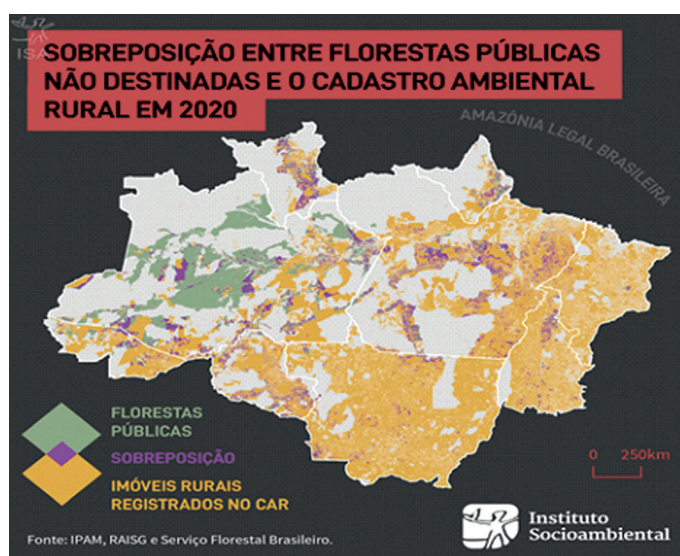 ISA
SOBREPOSIÇÃO ENTRE FLORESTAS PÚBLICAS
NÃO DESTINADAS E O CADASTRO AMBIENTAL
RURAL EM 2020
AMAZÔNIA LEGAL BRASILEIRA
FLORESTAS
PÚBLICAS
SOBREPOSIÇÃO
IMÓVEIS RURAIS
REGISTRADOS NO CAR
0 250km
Instituto
Socioambiental
Fonte: IPAM, RAISG e Serviço Florestal Brasileiro.